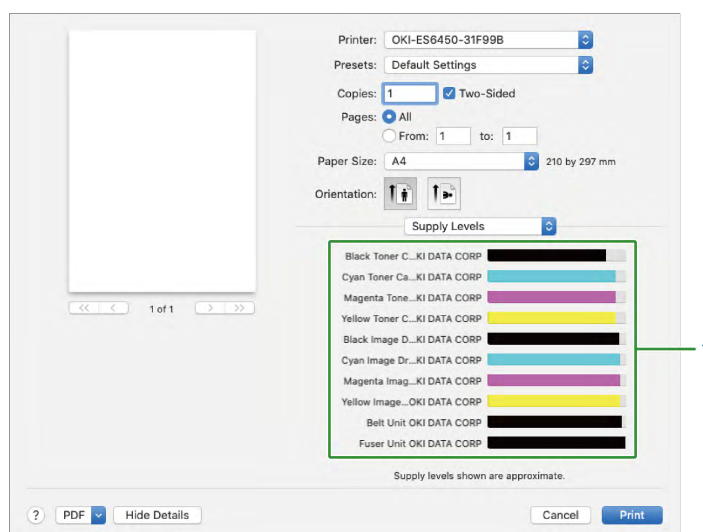 Printer: OKI-ES6450-31F99B
Presets: Default Settings
Copies: 1 Two-Sided
Pages: All
From: 1 to: 1
Paper Size: A4 210 by 297 mm
Orientation:
Supply Levels
Black Toner C...KI DATA CORP
Cyan Toner Ca...KI DATA CORP
Magenta Tone...KI DATA CORP
Yellow Toner C...KI DATA CORP
Black Image D...KI DATA CORP
Cyan Image Dr...KI DATA CORP
Magenta Imag...KI DATA CORP
Yellow Image...OKI DATA CORP
Belt Unit OKI DATA CORP
Fuser Unit OKI DATA CORP
Supply levels shown are approximate.
<< < 1 of 1 > >>
? PDF Hide Details Cancel Print